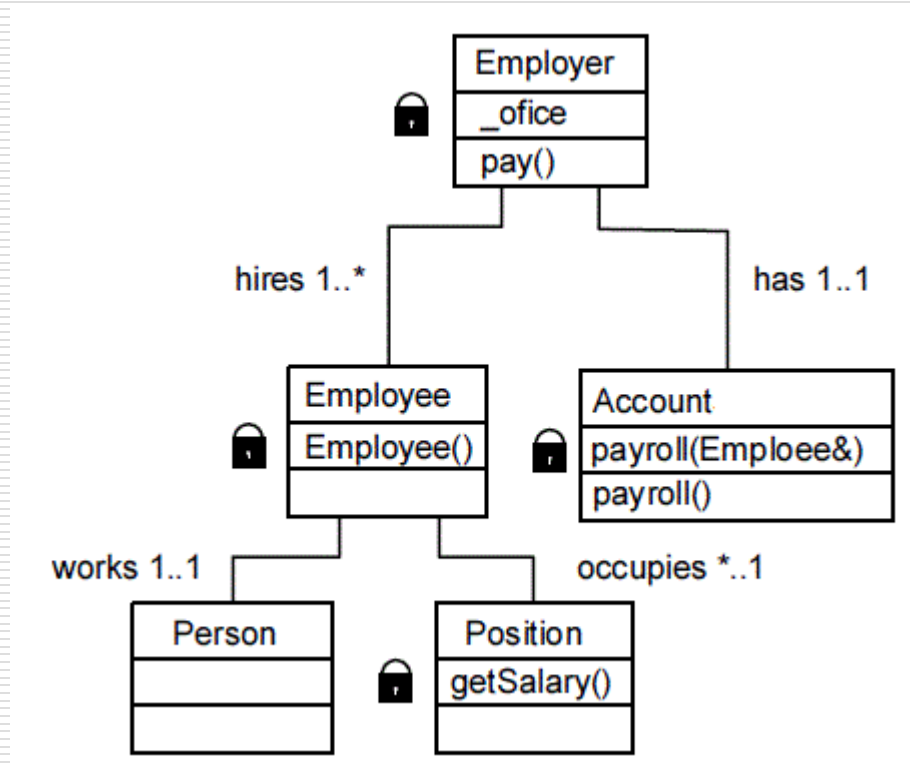 Employer
_ofice
pay()
hires 1..*
has 1..1
Employee
Employee()
Account
payroll(Emploee&)
payroll()
works 1..1
occupies *..1
Person
Position
getSalary()